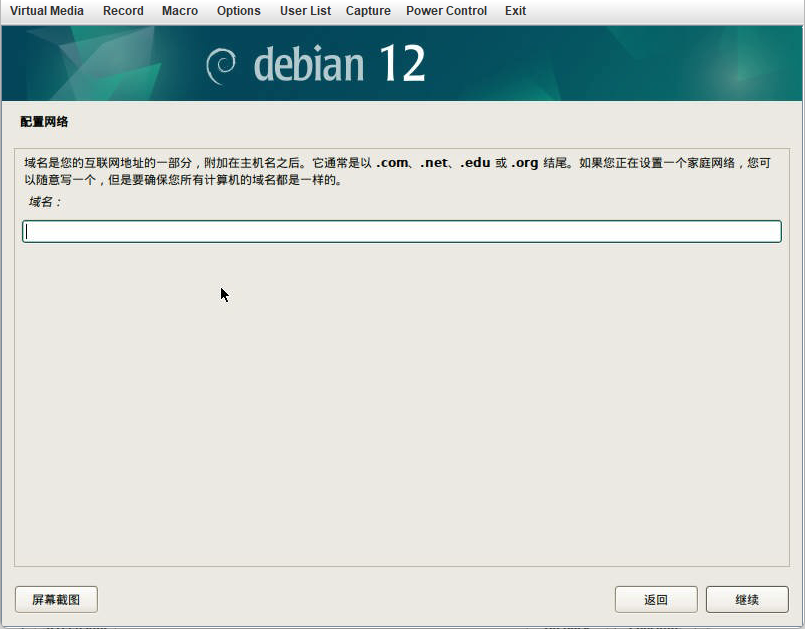 Virtual Media Record Macro Options User List Capture Power Control Exit
debian 12
配置网络
域名是您的互联网地址的一部分，附加在主机名之后。它通常是以 .com、.net、.edu 或 .org 结尾。如果您正在设置一个家庭网络，您可
以随意写一个，但是要确保您所有计算机的域名都是一样的。
域名：
屏幕截图 返回 继续